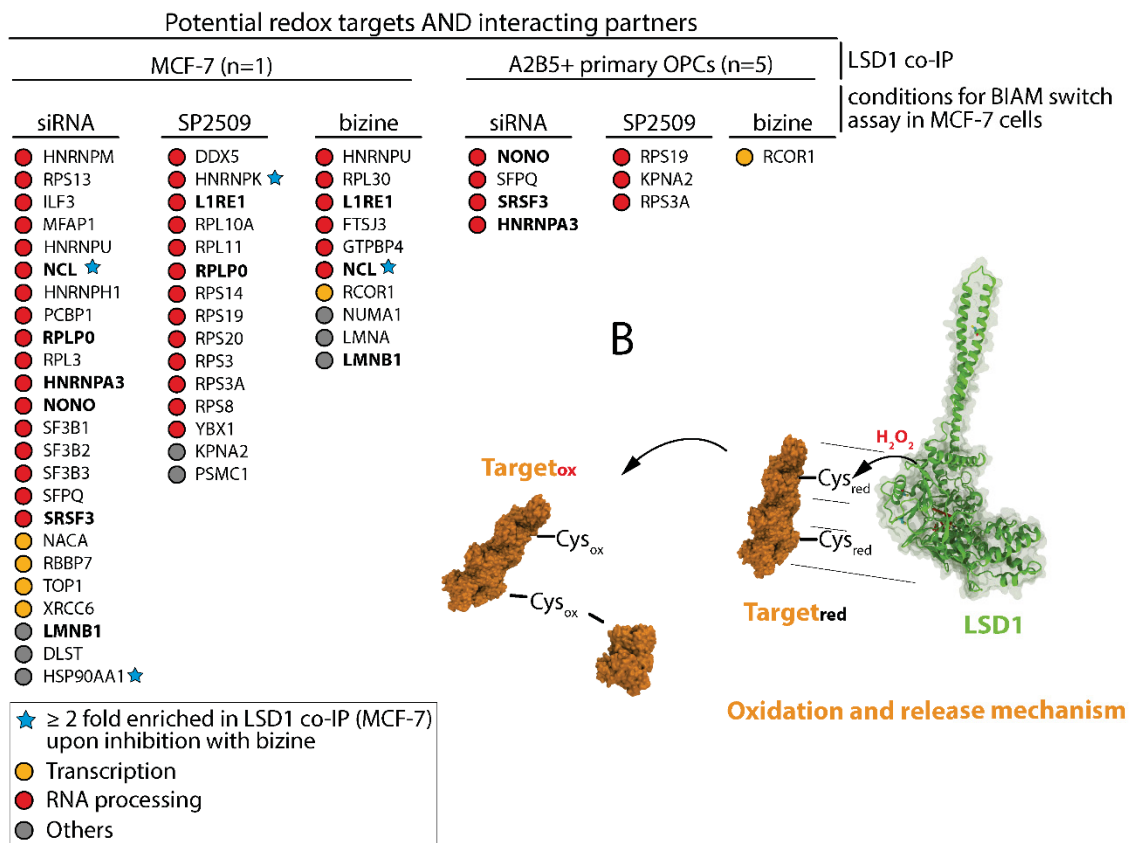 Potential redox targets AND interacting partners
MCF-7 (n=1)
A2B5+ primary OPCs (n=5)
LSD1 co-IP
conditions for BIAM switch
assay in MCF-7 cells
siRNA
HNRNPM
RPS13
ILF3
MFAP1
HNRNPU
NCL
HNRNPH1
PCBP1
RPLP0
RPL3
HNRNPA3
NONO
SF3B1
SF3B2
SF3B3
SFPQ
SRSF3
NACA
RBBP7
TOP1
XRCC6
LMNB1
DLST
HSP90AA1
SP2509
DDX5
HNRNPK
L1RE1
RPL10A
RPL11
RPLP0
RPS14
RPS19
RPS20
RPS3
RPS3A
RPS8
YBX1
KPNA2
PSMC1
bizine
HNRNPU
RPL30
L1RE1
FTSJ3
GTPBP4
NCL
RCOR1
NUMA1
LMNA
LMNB1
siRNA
NONO
SFPQ
SRSF3
HNRNPA3
SP2509
RPS19
KPNA2
RPS3A
bizine
RCOR1
B
H2O2
Targetox
Cysox
Cysox
Cysred
Cysred
Targetred
LSD1
Oxidation and release mechanism
≥ 2 fold enriched in LSD1 co-IP (MCF-7)
upon inhibition with bizine
Transcription
RNA processing
Others